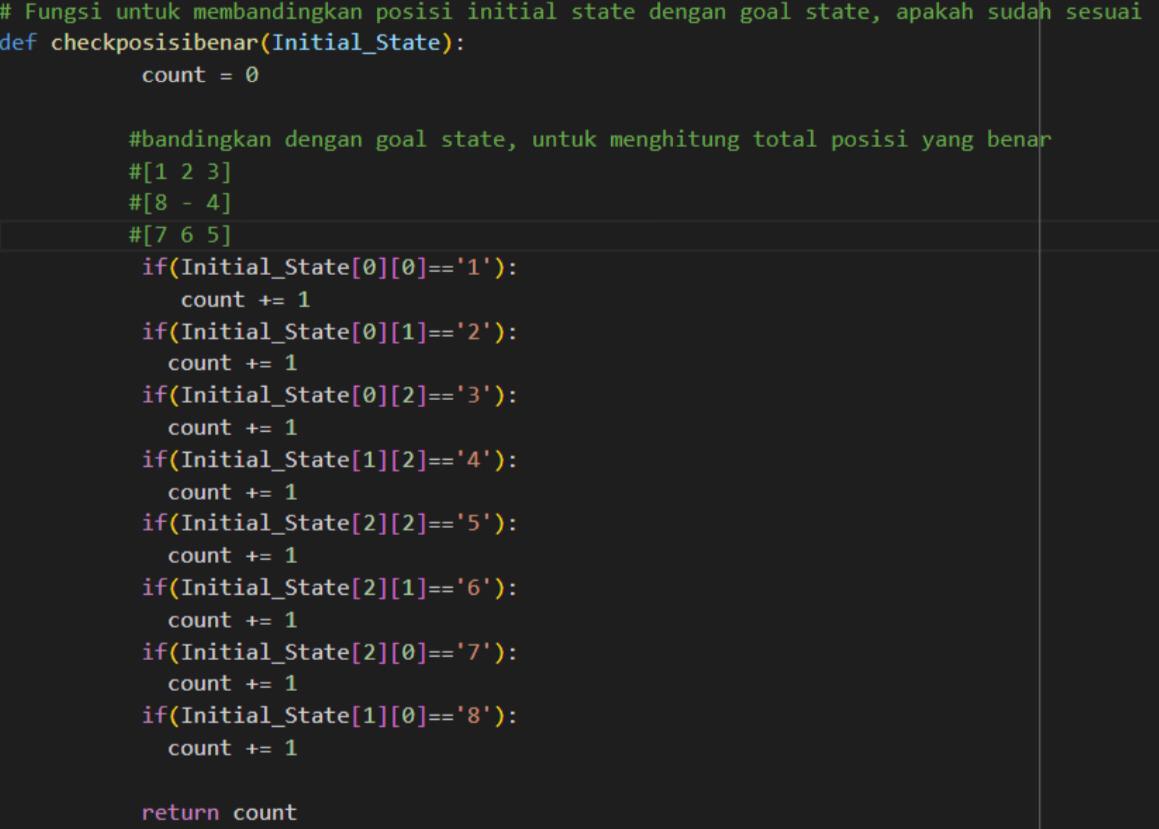 # Fungsi untuk membandingkan posisi initial state dengan goal state, apakah sudah sesuai
def checkposisibenar(Initial_State):
           count = 0

          #bandingkan dengan goal state, untuk menghitung total posisi yang benar
          #[1 2 3]
          #[8 - 4]
          #[7 6 5]
           if(Initial_State[0][0]=='1'):
              count += 1
           if(Initial_State[0][1]=='2'):
             count += 1
           if(Initial_State[0][2]=='3'):
             count += 1
           if(Initial_State[1][2]=='4'):
             count += 1
           if(Initial_State[2][2]=='5'):
             count += 1
           if(Initial_State[2][1]=='6'):
             count += 1
           if(Initial_State[2][0]=='7'):
             count += 1
           if(Initial_State[1][0]=='8'):
             count += 1

           return count